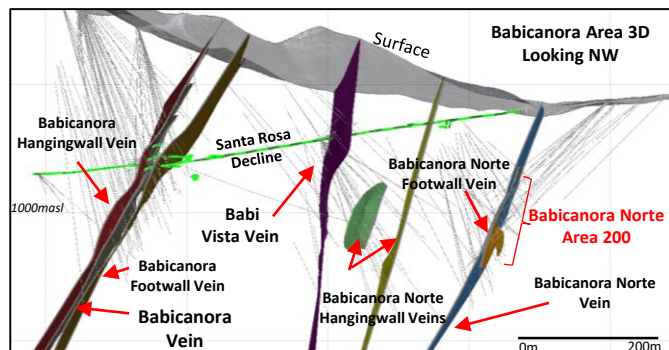 Babicanora Area 3D
Looking NW
Surface
Babicanora
Hangingwall Vein
Santa Rosa
Decline
Babicanora Norte
Footwall Vein
1000masl
Babi
Vista Vein
Babicanora Norte
Area 200
Babicanora
Footwall Vein
Babicanora Norte
Hangingwall Veins
Babicanora Norte
Vein
Babicanora
Vein
0m
200m